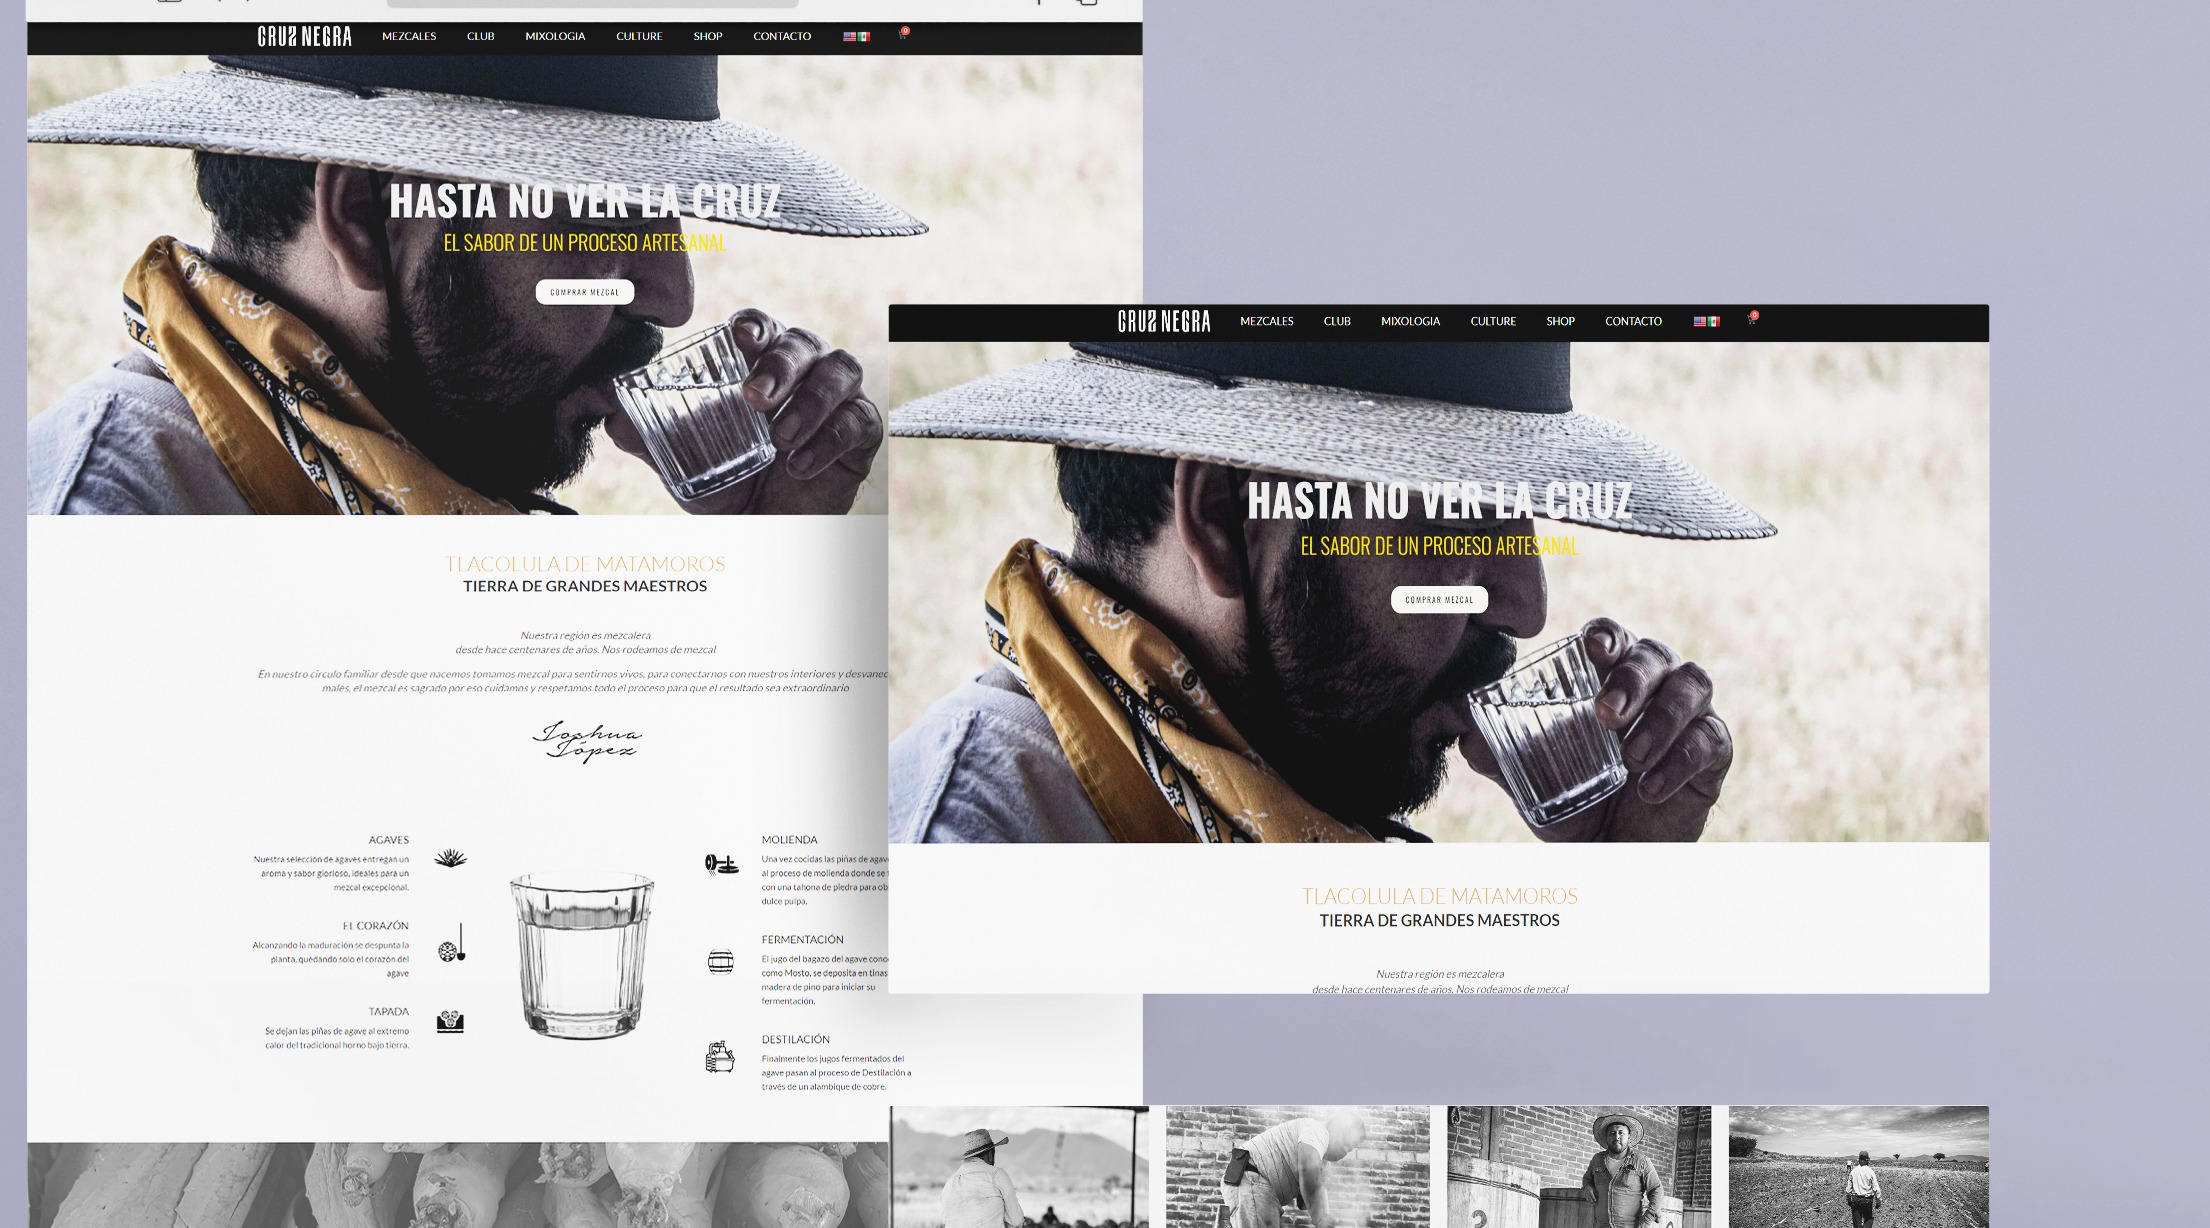 CRUZ NEGRA
MEZCALES CLUB MIXOLOGIA CULTURE SHOP CONTACTO 0
HASTA NO VER LA CRUZ
EL SABOR DE UN PROCESO ARTESANAL
COMPRAR MEZCAL
TLACOLULA DE MATAMOROS
TIERRA DE GRANDES MAESTROS
Nuestra región es mezcalera
desde hace centenares de años. Nos rodeamos de mezcal
En nuestro circulo familiar desde que nacemos tomamos mezcal para sentirnos vivos, para conectarnos con nuestros interiores y desvanec
males, el mezcal es sagrado por eso cuidamos y respetamos todo el proceso para que el resultado sea extraordinario
Joshua
López
AGAVES
Nuestra selección de agaves entregan un
aroma y sabor glorioso, ideales para un
mezcal excepcional.
EL CORAZÓN
Alcanzando la maduración se despunta la
planta, quedando solo el corazón del
agave
TAPADA
Se dejan las piñas de agave al extremo
calor del tradicional horno bajo tierra.
MOLIENDA
Una vez cocidas las piñas de agav
al proceso de molienda donde se
con una tahona de piedra para ob
dulce pulpa.
FERMENTACIÓN
El jugo del bagazo del agave cono
como Mosto, se deposita en tinas
madera de pino para iniciar su
fermentación.
DESTILACIÓN
Finalmente los jugos fermentados del
agave pasan al proceso de Destilación a
través de un alambique de cobre.
CRUZ NEGRA
MEZCALES CLUB MIXOLOGIA CULTURE SHOP CONTACTO 0
HASTA NO VER LA CRUZ
EL SABOR DE UN PROCESO ARTESANAL
COMPRAR MEZCAL
TLACOLULA DE MATAMOROS
TIERRA DE GRANDES MAESTROS
Nuestra región es mezcalera
desde hace centenares de años. Nos rodeamos de mezcal